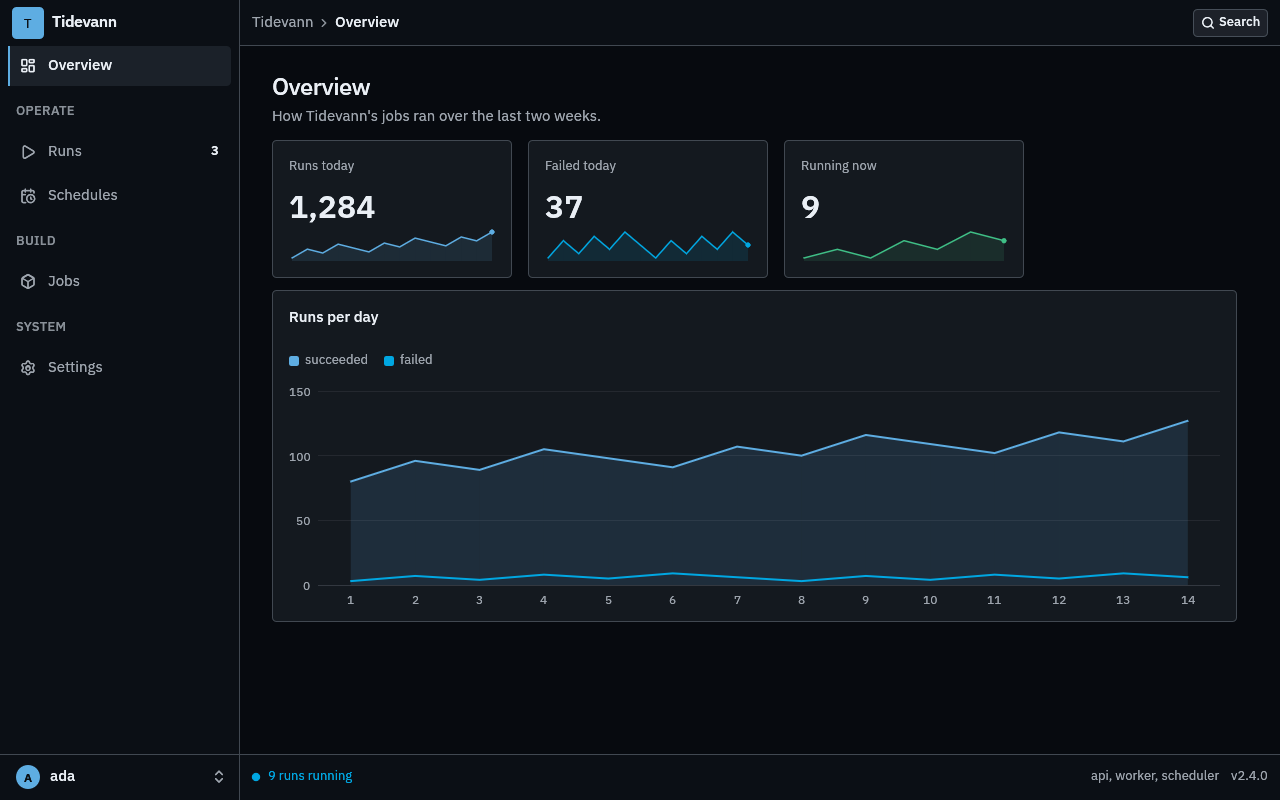 T Tidevann
Overview
OPERATE
Runs 3
Schedules
BUILD
Jobs
SYSTEM
Settings
A ada
Tidevann > Overview
Search
Overview
How Tidevann's jobs ran over the last two weeks.
Runs today
1,284
Failed today
37
Running now
9
Runs per day
succeeded failed
150
100
50
0
1 2 3 4 5 6 7 8 9 10 11 12 13 14
9 runs running
api, worker, scheduler v2.4.0